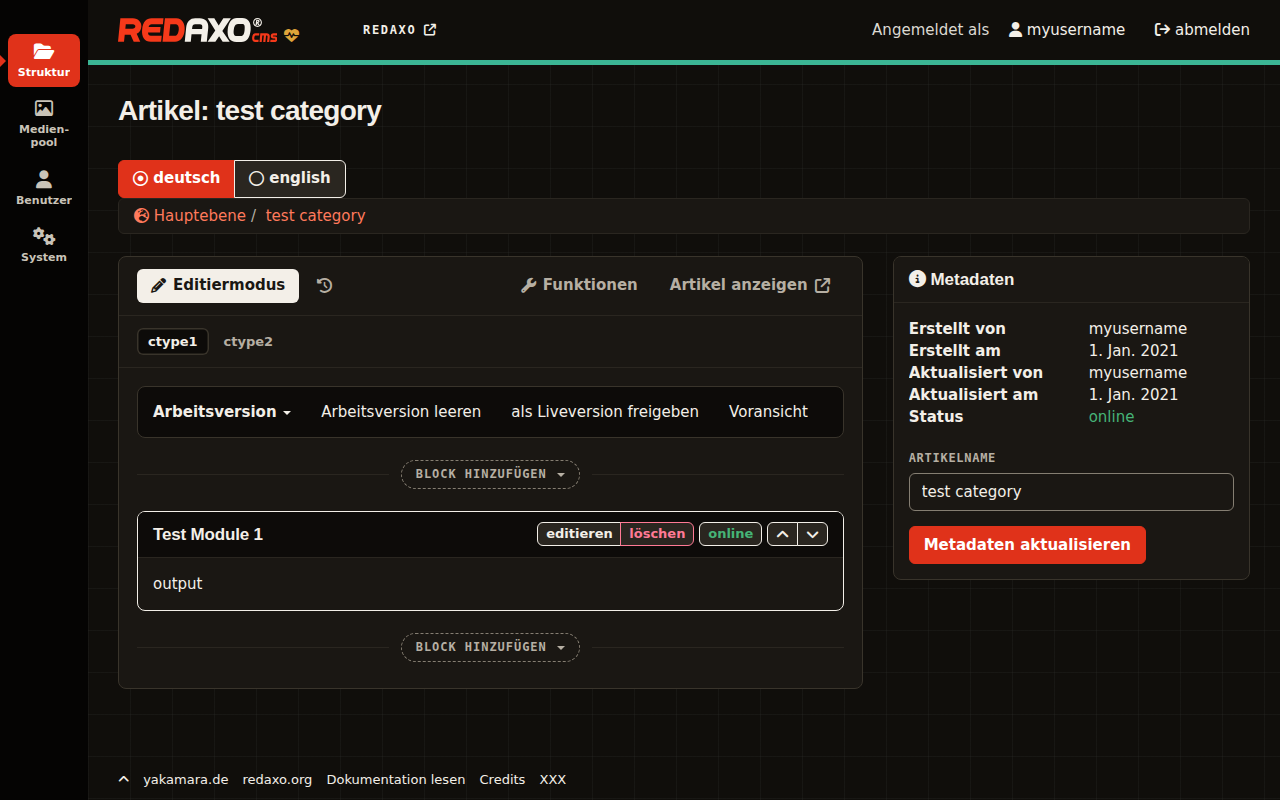 REDAXO® cms
REDAXO
Angemeldet als myusername abmelden
Struktur
Medien-
pool
Benutzer
System
Artikel: test category
deutsch english
Hauptebene / test category
Editiermodus Funktionen Artikel anzeigen
ctype1 ctype2
Arbeitsversion Arbeitsversion leeren als Liveversion freigeben Voransicht
BLOCK HINZUFÜGEN
Test Module 1 editieren löschen online
output
BLOCK HINZUFÜGEN
Metadaten
Erstellt von myusername
Erstellt am 1. Jan. 2021
Aktualisiert von myusername
Aktualisiert am 1. Jan. 2021
Status online
ARTIKELNAME
test category
Metadaten aktualisieren
yakamara.de redaxo.org Dokumentation lesen Credits XXX